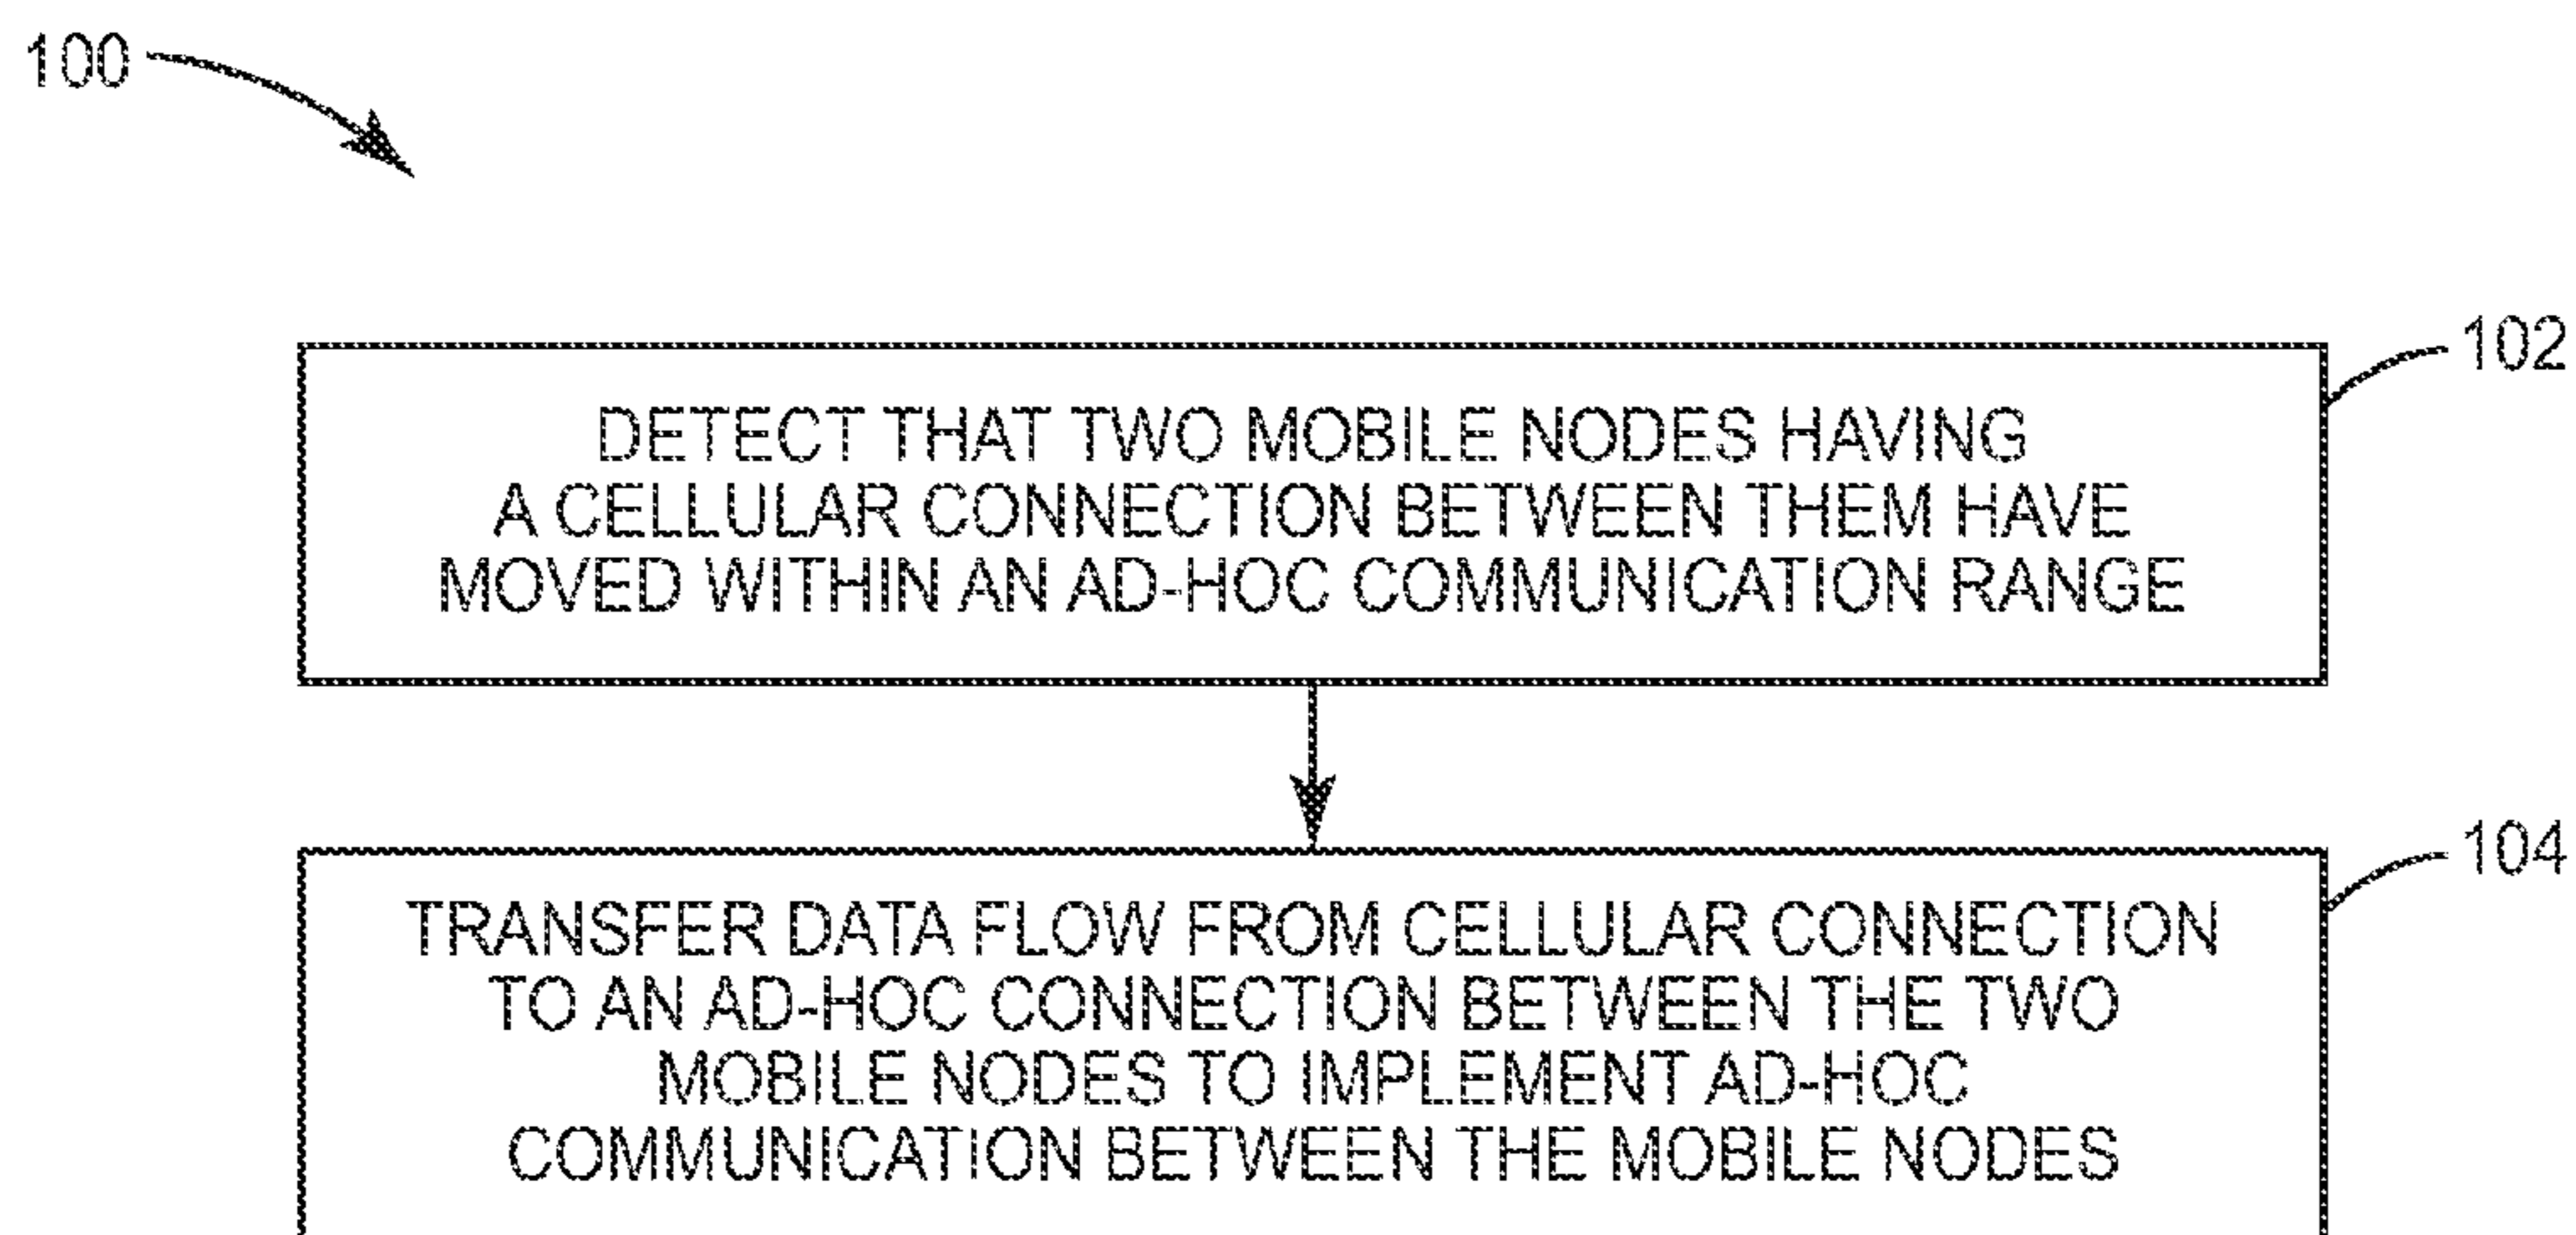 100
102
DETECT THAT TWO MOBILE NODES HAVING
A CELLULAR CONNECTION BETWEEN THEM HAVE
MOVED WITHIN AN AD-HOC COMMUNICATION RANGE
104
TRANSFER DATA FLOW FROM CELLULAR CONNECTION
TO AN AD-HOC CONNECTION BETWEEN THE TWO
MOBILE NODES TO IMPLEMENT AD-HOC
COMMUNICATION BETWEEN THE MOBILE NODES